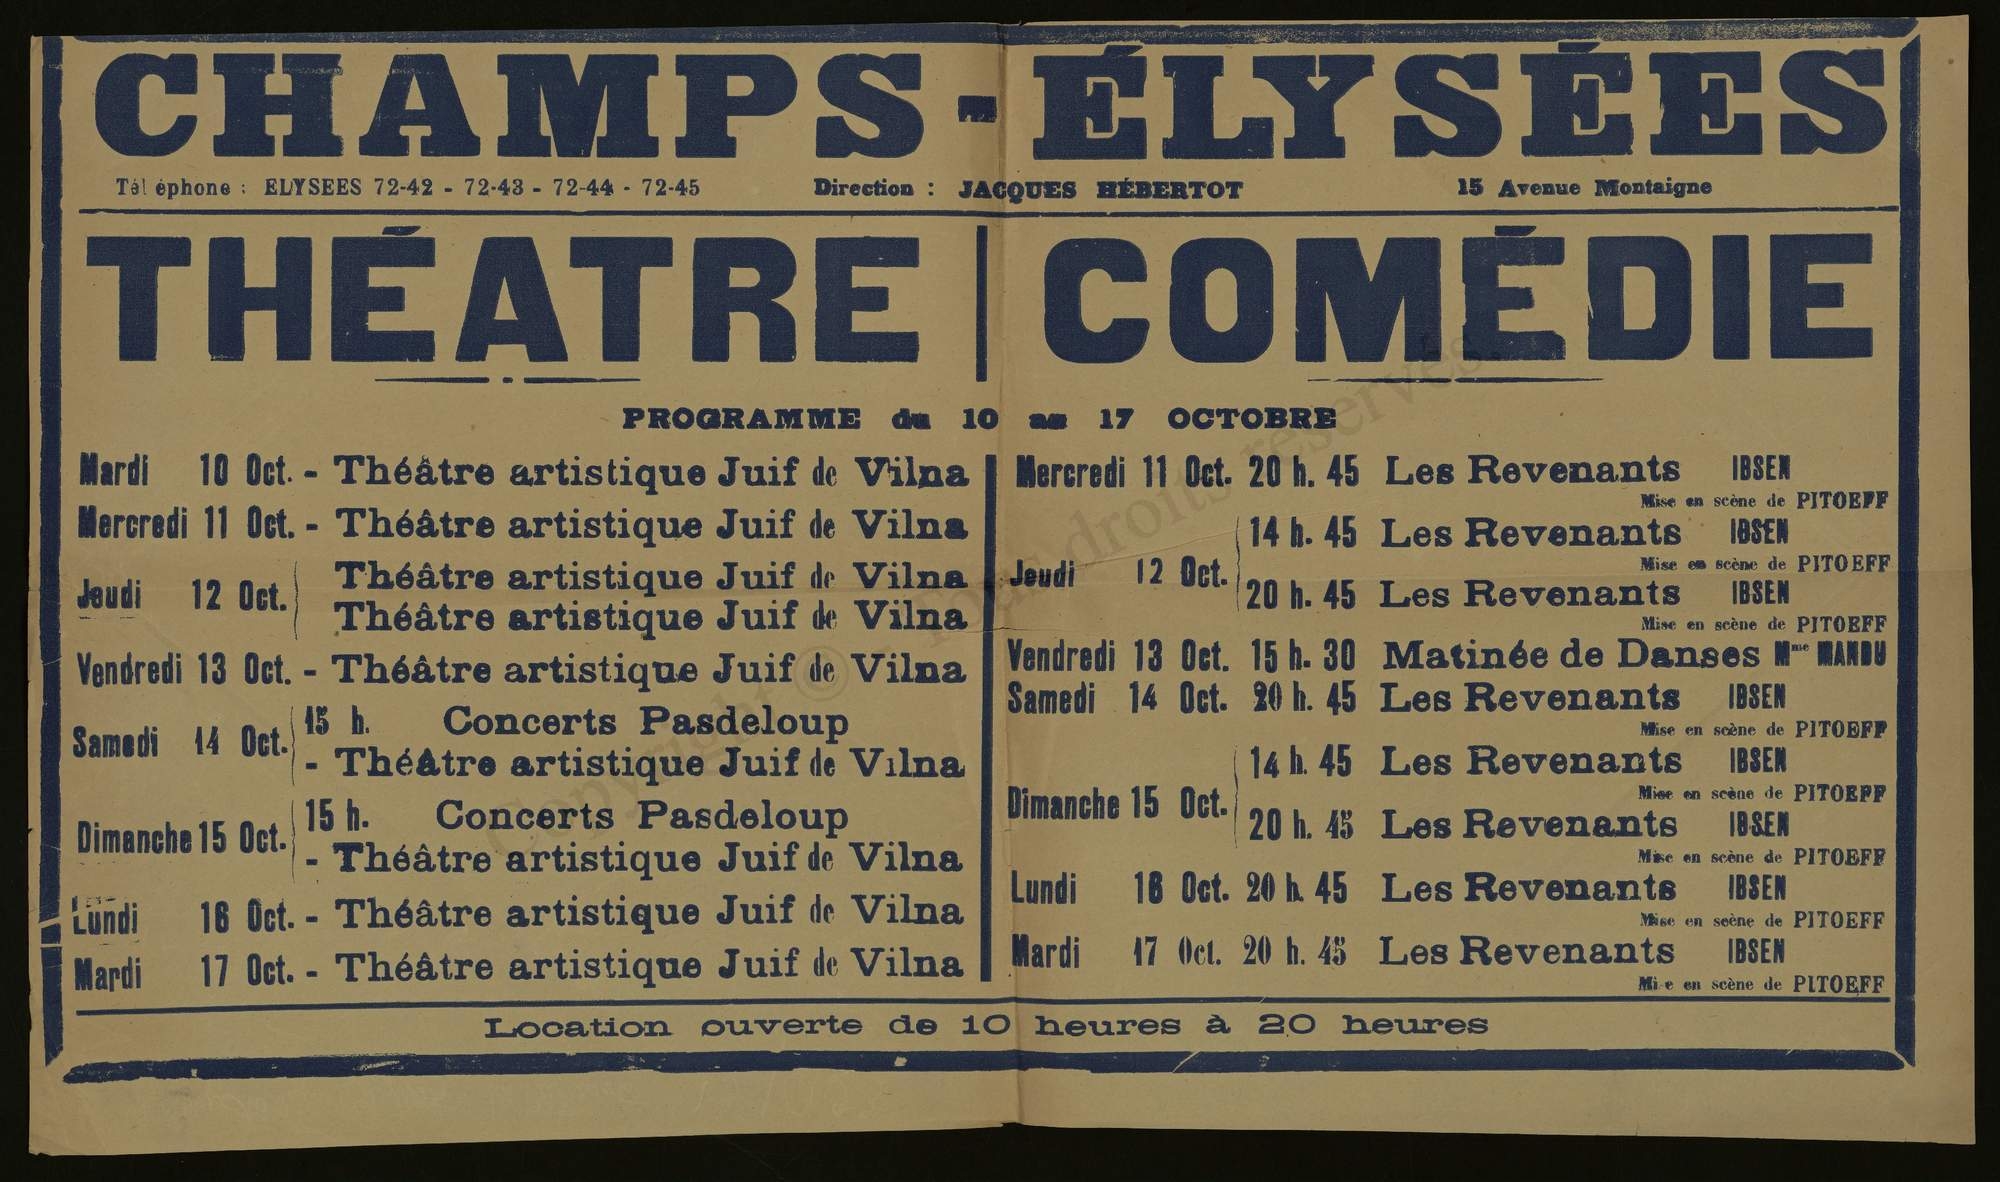 CHAMPS-ÉLYSÉES
Téléphone : ELYSEES 72-42 - 72-43 - 72-44 - 72-45 Direction : JACQUES HÉBERTOT 15 Avenue Montaigne
THÉATRE | COMÉDIE
PROGRAMME du 10 au 17 OCTOBRE
Mardi 10 Oct. - Théâtre artistique Juif de Vilna
Mercredi 11 Oct. - Théâtre artistique Juif de Vilna
Jeudi 12 Oct. Théâtre artistique Juif de Vilna
Théâtre artistique Juif de Vilna
Vendredi 13 Oct. - Théâtre artistique Juif de Vilna
Samedi 14 Oct. 15 h. Concerts Pasdeloup
- Théâtre artistique Juif de Vilna
Dimanche 15 Oct. 15 h. Concerts Pasdeloup
- Théâtre artistique Juif de Vilna
Lundi 16 Oct. - Théâtre artistique Juif de Vilna
Mardi 17 Oct. - Théâtre artistique Juif de Vilna
Mercredi 11 Oct. 20 h. 45 Les Revenants IBSEN
Mise en scène de PITOEFF
Jeudi 12 Oct. 14 h. 45 Les Revenants IBSEN
Mise en scène de PITOEFF
20 h. 45 Les Revenants IBSEN
Mise en scène de PITOEFF
Vendredi 13 Oct. 15 h. 30 Matinée de Danses Mme MANDU
Samedi 14 Oct. 20 h. 45 Les Revenants IBSEN
Mise en scène de PITOEFF
Dimanche 15 Oct. 14 h. 45 Les Revenants IBSEN
Mise en scène de PITOEFF
20 h. 45 Les Revenants IBSEN
Mise en scène de PITOEFF
Lundi 16 Oct. 20 h. 45 Les Revenants IBSEN
Mise en scène de PITOEFF
Mardi 17 Oct. 20 h. 45 Les Revenants IBSEN
Mise en scène de PITOEFF
Location ouverte de 10 heures à 20 heures
Copyright © - Tous droits réservés.